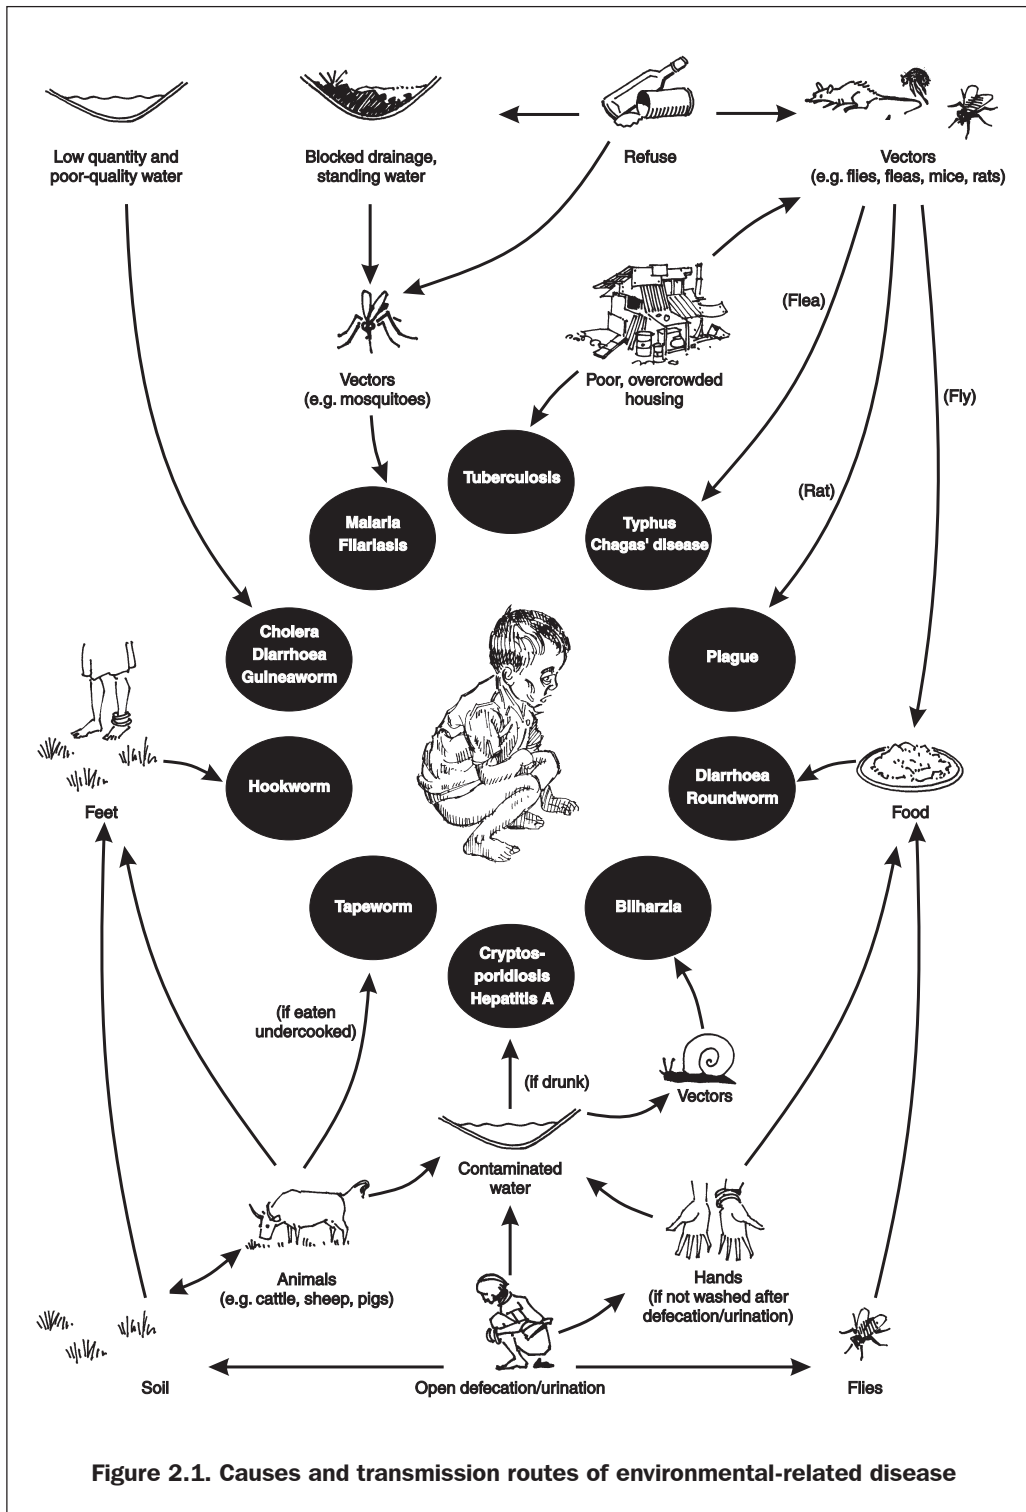 Low quantity and
poor-quality water
Blocked drainage,
standing water
Refuse
Vectors
(e.g. flies, fleas, mice, rats)
(Flea)
Vectors
(e.g. mosquitoes)
Poor, overcrowded
housing
(Fly)
(Rat)
Tuberculosis
Malaria
Filariasis
Typhus
Chagas' disease
Cholera
Diarrhoea
Guineaworm
Plague
Hookworm
Diarrhoea
Roundworm
Feet
Food
Tapeworm
Bilharzia
Cryptos-
poridiosis
Hepatitis A
(if eaten
undercooked)
(if drunk)
Vectors
Contaminated
water
Animals
(e.g. cattle, sheep, pigs)
Hands
(if not washed after
defecation/urination)
Soil
Open defecation/urination
Flies
Figure 2.1. Causes and transmission routes of environmental-related disease